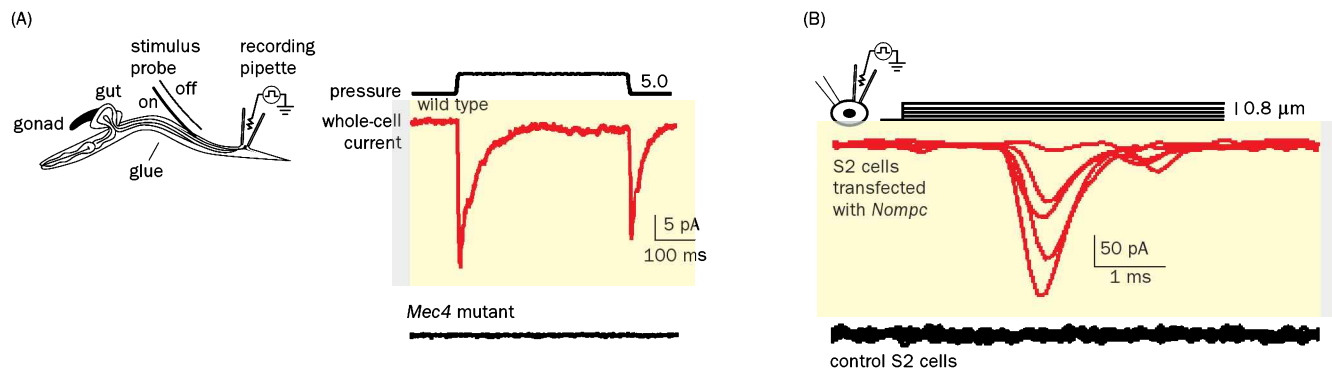 (A)
stimulus
probe
off
on
recording
pipette
gut
gonad
glue
pressure
5.0
wild type
whole-cell
current
5 pA
100 ms
Mec4 mutant
(B)
0.8 μm
S2 cells
transfected
with Nompc
50 pA
1 ms
control S2 cells